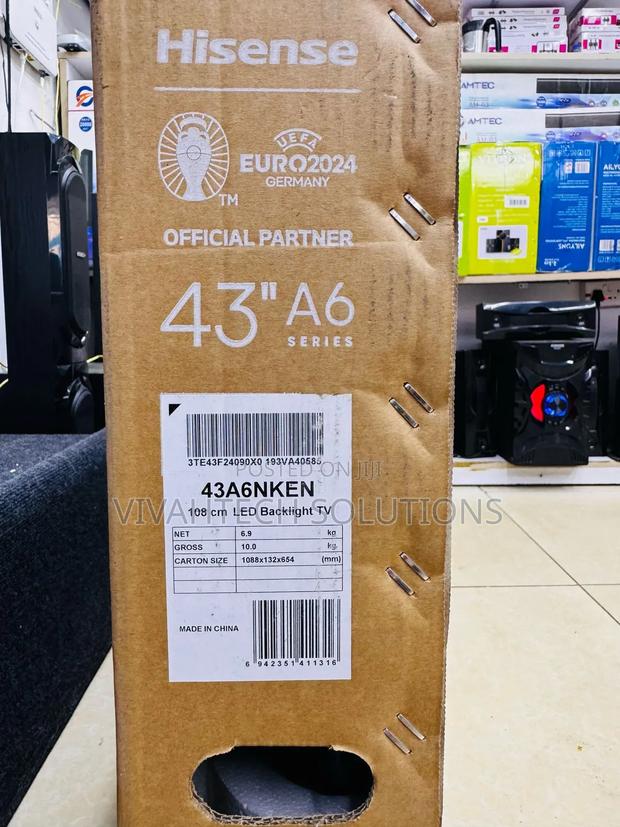 Hisense
UEFA
EURO2024
GERMANY
TM
OFFICIAL PARTNER
43" A6
SERIES
3TE43F24090X0 193VA40585
POSTED ON JIJI
43A6NKEN
VIVAHTECH SOLUTIONS
108 cm LED Backlight TV
NET 6.9 kg
GROSS 10.0 kg
CARTON SIZE 1088x132x654 (mm)
MADE IN CHINA
6 942351 411316
AMTEC
AMTEC
AILYONS